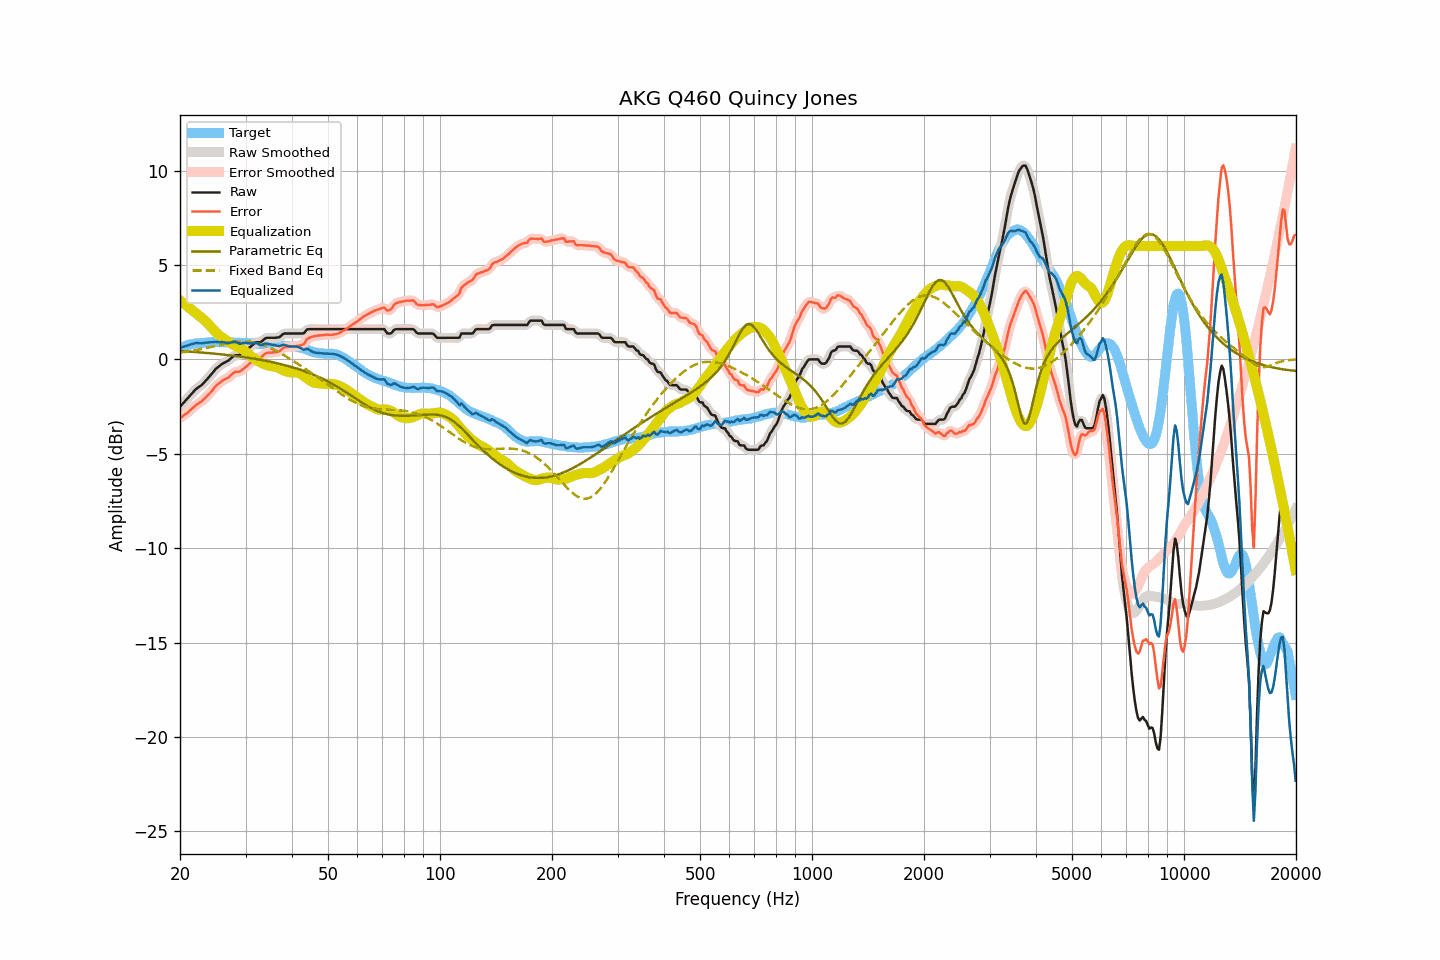 AKG Q460 Quincy Jones
Target
Raw Smoothed
Error Smoothed
Raw
Error
Equalization
Parametric Eq
Fixed Band Eq
Equalized
10
5
0
−5
−10
−15
−20
−25
Amplitude (dBr)
20 50 100 200 500 1000 2000 5000 10000 20000
Frequency (Hz)